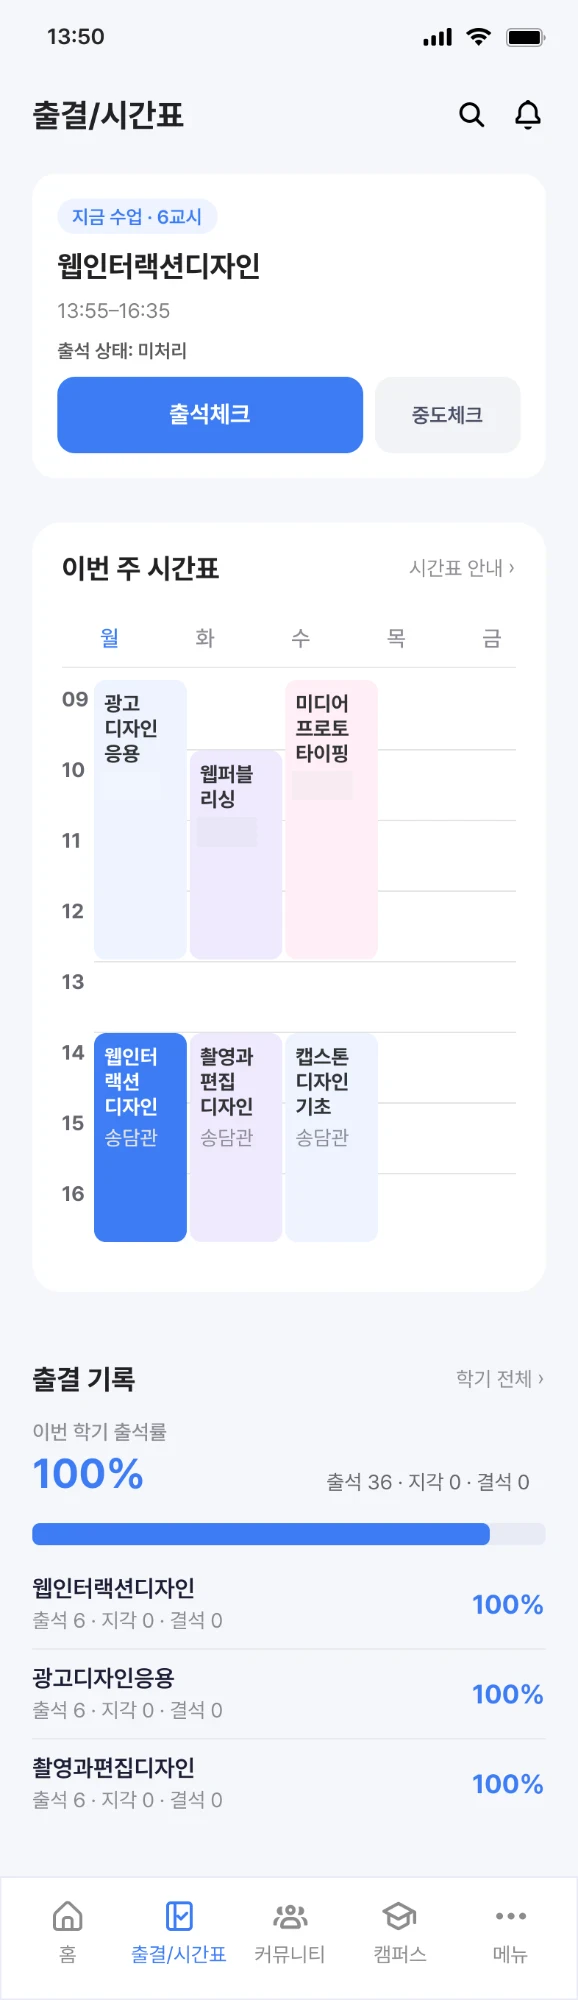 13:50
출결/시간표
지금 수업 · 6교시
웹인터랙션디자인
13:55–16:35
출석 상태: 미처리
출석체크
중도체크
이번 주 시간표
시간표 안내 ›
월 화 수 목 금
09
광고
디자인
응용
미디어
프로토
타이핑
10
웹퍼블
리싱
11
12
13
14
웹인터
랙션
디자인
송담관
촬영과
편집
디자인
송담관
캡스톤
디자인
기초
송담관
15
16
출결 기록
학기 전체 ›
이번 학기 출석률
100%
출석 36 · 지각 0 · 결석 0
웹인터랙션디자인
출석 6 · 지각 0 · 결석 0
100%
광고디자인응용
출석 6 · 지각 0 · 결석 0
100%
촬영과편집디자인
출석 6 · 지각 0 · 결석 0
100%
홈
출결/시간표
커뮤니티
캠퍼스
메뉴